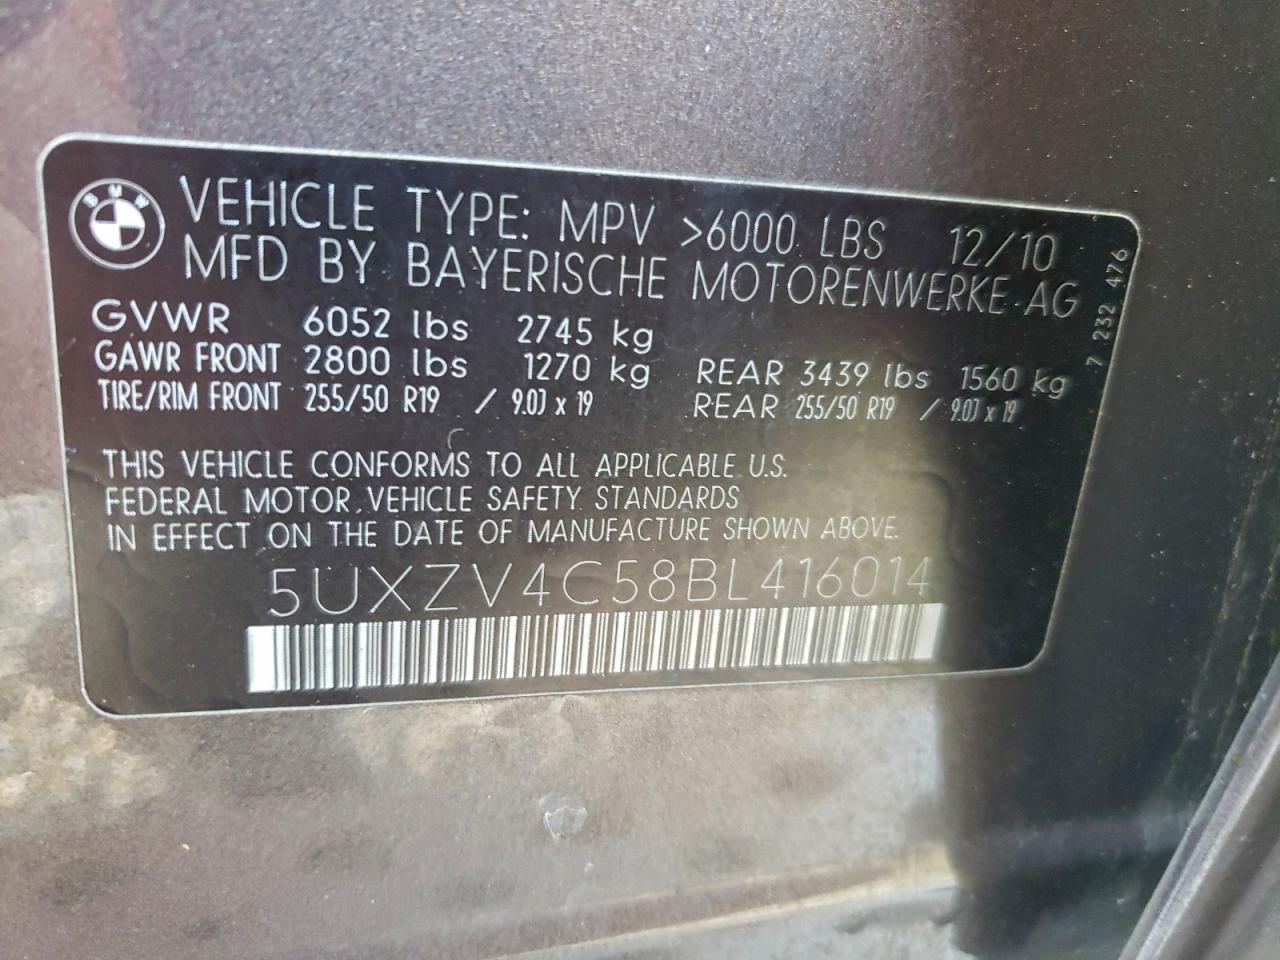 BMW
VEHICLE TYPE: MPV >6000 LBS 12/10
MFD BY BAYERISCHE MOTORENWERKE AG
GVWR 6052 lbs 2745 kg
GAWR FRONT 2800 lbs 1270 kg REAR 3439 lbs 1560 kg
TIRE/RIM FRONT 255/50 R19 / 9.0J x 19 REAR 255/50 R19 / 9.0J x 19
7 232 476
THIS VEHICLE CONFORMS TO ALL APPLICABLE U.S.
FEDERAL MOTOR VEHICLE SAFETY STANDARDS
IN EFFECT ON THE DATE OF MANUFACTURE SHOWN ABOVE.
5UXZV4C58BL416014